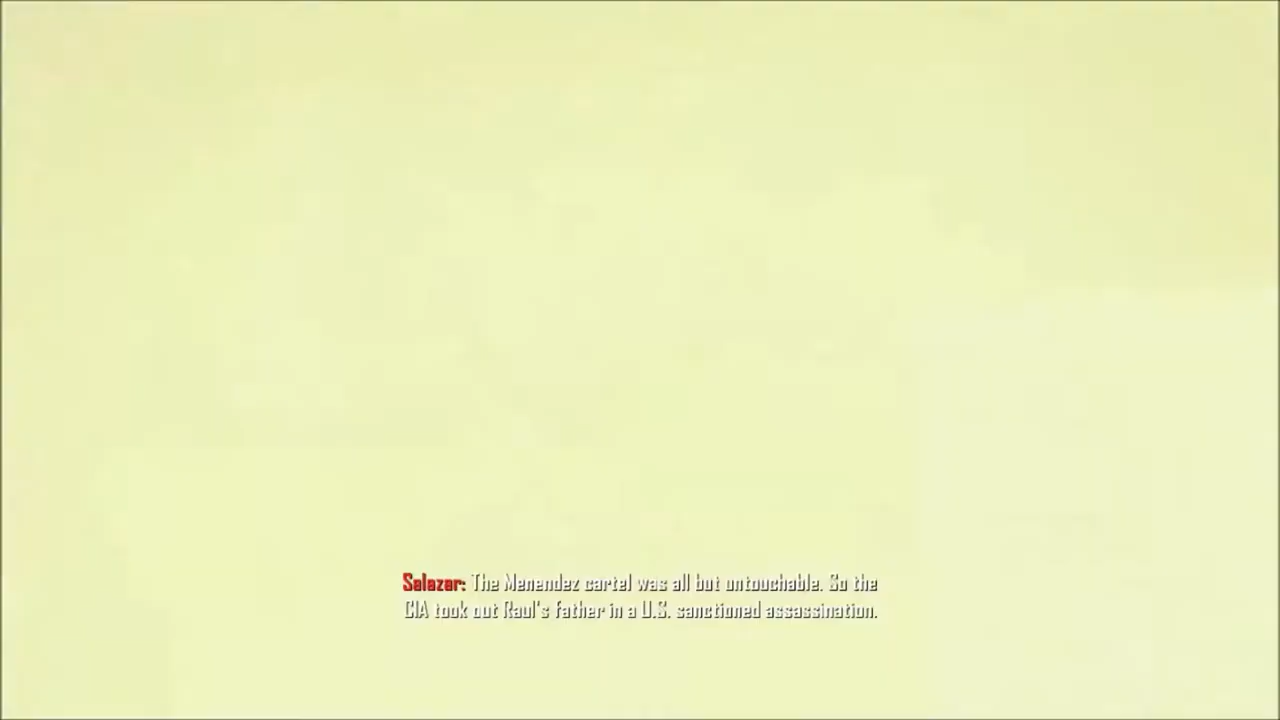 Salazar: The Menendez cartel was all but untouchable. So the
CIA took out Raul's father in a U.S. sanctioned assassination.